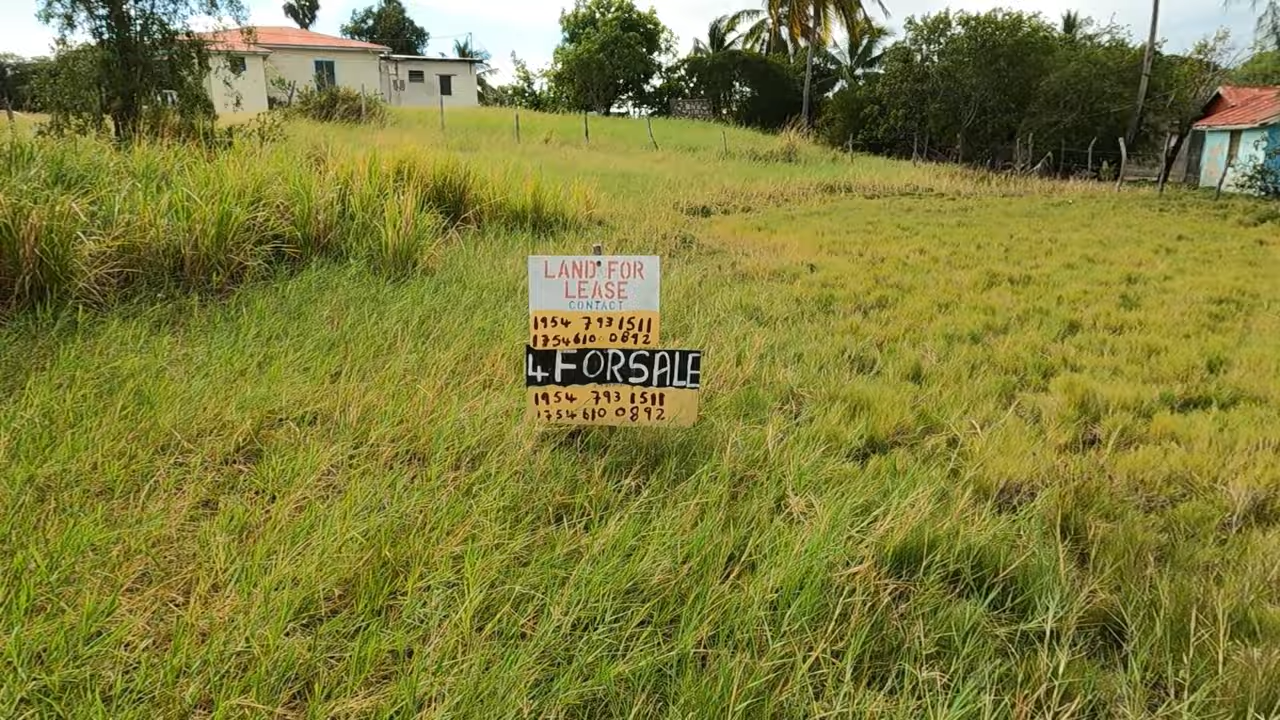 LAND FOR
LEASE
CONTACT
1954 793 1511
1754 610 0892
4 FORSALE
1954 793 1511
1754 610 0892